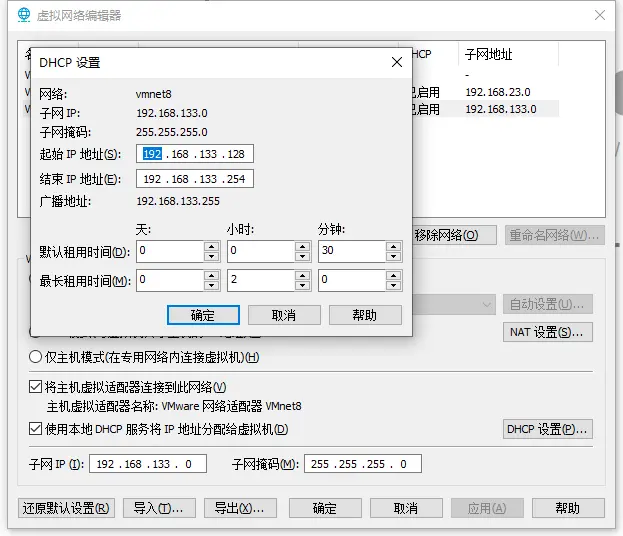 虚拟网络编辑器
HCP 子网地址
-
已启用 192.168.23.0
已启用 192.168.133.0
DHCP 设置
网络: vmnet8
子网 IP: 192.168.133.0
子网掩码: 255.255.255.0
起始 IP 地址(S): 192 . 168 . 133 . 128
结束 IP 地址(E): 192 . 168 . 133 . 254
广播地址: 192.168.133.255
天: 小时: 分钟:
默认租用时间(D): 0 0 30
最长租用时间(M): 0 2 0
确定 取消 帮助
移除网络(O) 重命名网络(W)...
自动设置(U)...
NAT 设置(S)...
仅主机模式(在专用网络内连接虚拟机)(H)
将主机虚拟适配器连接到此网络(V)
主机虚拟适配器名称: VMware 网络适配器 VMnet8
使用本地 DHCP 服务将 IP 地址分配给虚拟机(D) DHCP 设置(P)...
子网 IP (I): 192 . 168 . 133 . 0 子网掩码(M): 255 . 255 . 255 . 0
还原默认设置(R) 导入(T)... 导出(X)... 确定 取消 应用(A) 帮助